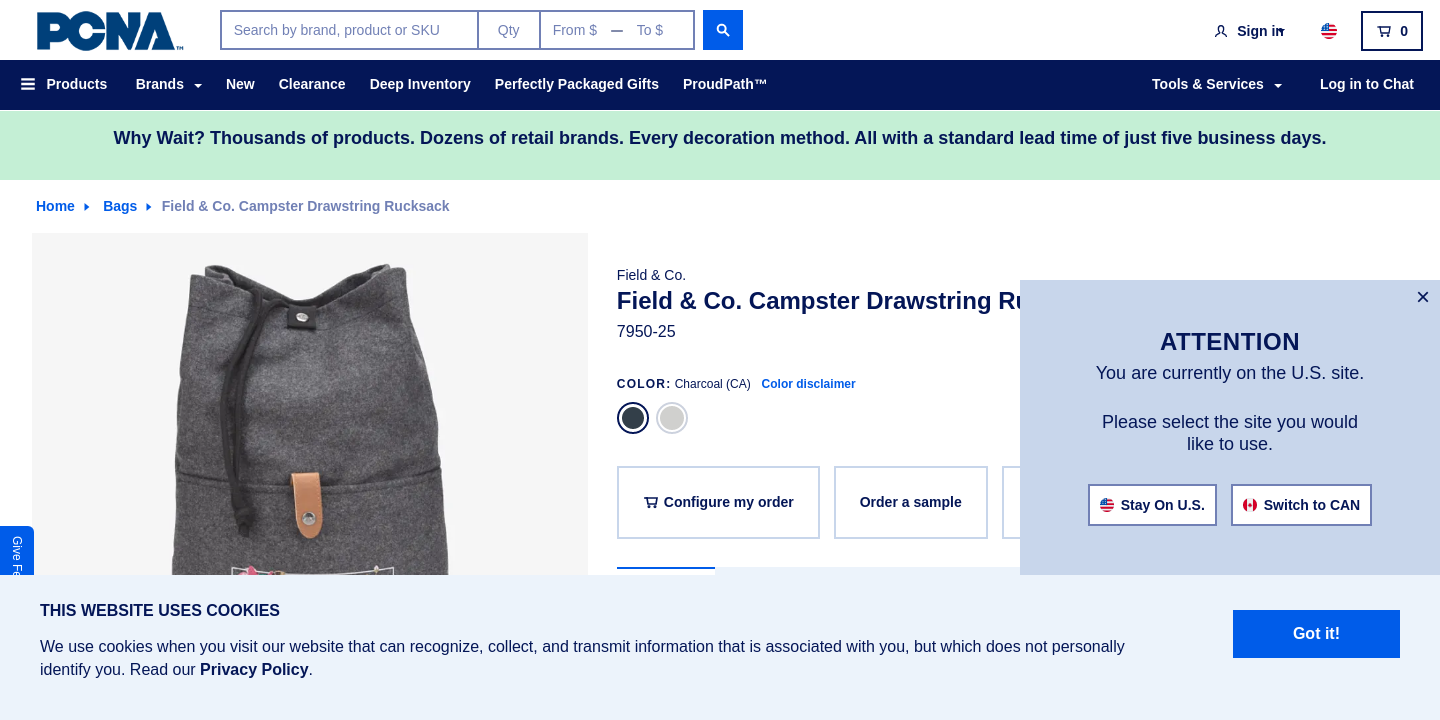 PCNA™
Search by brand, product or SKU
Qty
From $ — To $
Sign in
0
Products
Brands
New
Clearance
Deep Inventory
Perfectly Packaged Gifts
ProudPath™
Tools & Services
Log in to Chat
Why Wait? Thousands of products. Dozens of retail brands. Every decoration method. All with a standard lead time of just five business days.
Home
Bags
Field & Co. Campster Drawstring Rucksack
Field & Co.
Field & Co. Campster Drawstring
7950-25
COLOR: Charcoal (CA) Color disclaimer
Configure my order
Order a sample
×
ATTENTION
You are currently on the U.S. site.
Please select the site you would
like to use.
Stay On U.S.
Switch to CAN
Give
THIS WEBSITE USES COOKIES
We use cookies when you visit our website that can recognize, collect, and transmit information that is associated with you, but which does not personally
identify you. Read our Privacy Policy.
Got it!